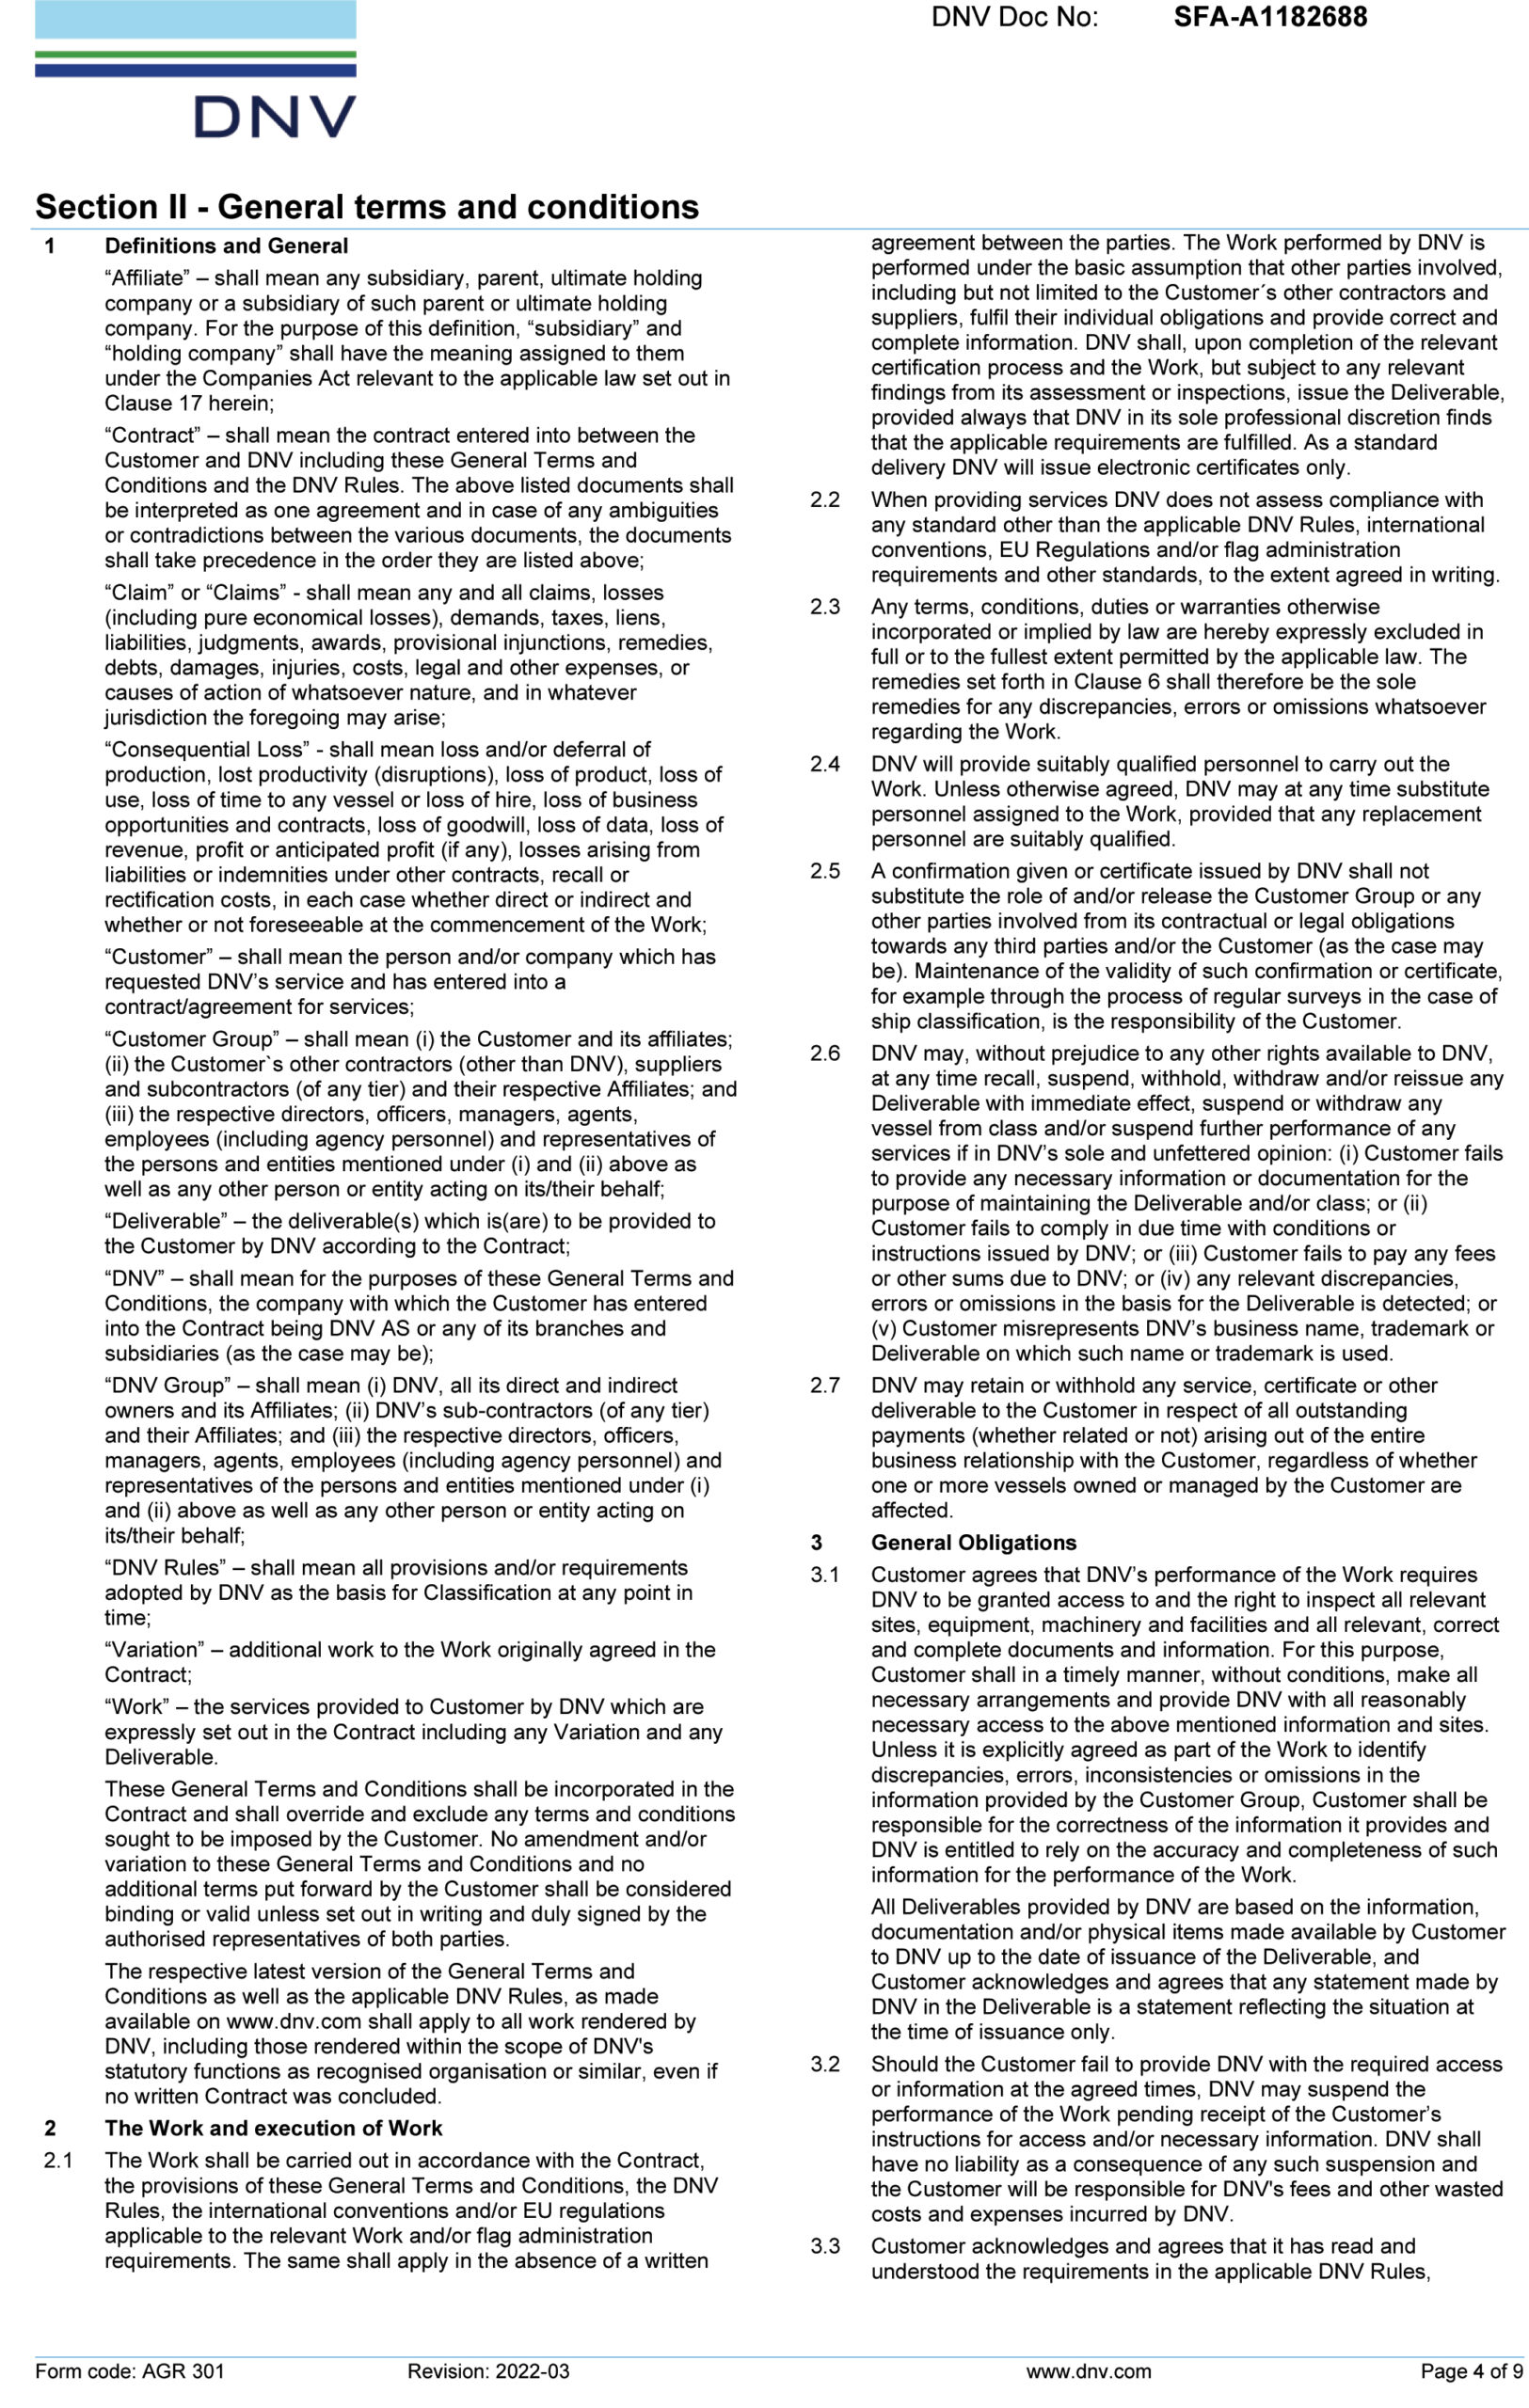 DNV Doc No: SFA-A1182688
DNV
Section II - General terms and conditions
1 Definitions and General
“Affiliate” – shall mean any subsidiary, parent, ultimate holding
company or a subsidiary of such parent or ultimate holding
company. For the purpose of this definition, “subsidiary” and
“holding company” shall have the meaning assigned to them
under the Companies Act relevant to the applicable law set out in
Clause 17 herein;
“Contract” – shall mean the contract entered into between the
Customer and DNV including these General Terms and
Conditions and the DNV Rules. The above listed documents shall
be interpreted as one agreement and in case of any ambiguities
or contradictions between the various documents, the documents
shall take precedence in the order they are listed above;
“Claim” or “Claims” - shall mean any and all claims, losses
(including pure economical losses), demands, taxes, liens,
liabilities, judgments, awards, provisional injunctions, remedies,
debts, damages, injuries, costs, legal and other expenses, or
causes of action of whatsoever nature, and in whatever
jurisdiction the foregoing may arise;
“Consequential Loss” - shall mean loss and/or deferral of
production, lost productivity (disruptions), loss of product, loss of
use, loss of time to any vessel or loss of hire, loss of business
opportunities and contracts, loss of goodwill, loss of data, loss of
revenue, profit or anticipated profit (if any), losses arising from
liabilities or indemnities under other contracts, recall or
rectification costs, in each case whether direct or indirect and
whether or not foreseeable at the commencement of the Work;
“Customer” – shall mean the person and/or company which has
requested DNV’s service and has entered into a
contract/agreement for services;
“Customer Group” – shall mean (i) the Customer and its affiliates;
(ii) the Customer`s other contractors (other than DNV), suppliers
and subcontractors (of any tier) and their respective Affiliates; and
(iii) the respective directors, officers, managers, agents,
employees (including agency personnel) and representatives of
the persons and entities mentioned under (i) and (ii) above as
well as any other person or entity acting on its/their behalf;
“Deliverable” – the deliverable(s) which is(are) to be provided to
the Customer by DNV according to the Contract;
“DNV” – shall mean for the purposes of these General Terms and
Conditions, the company with which the Customer has entered
into the Contract being DNV AS or any of its branches and
subsidiaries (as the case may be);
“DNV Group” – shall mean (i) DNV, all its direct and indirect
owners and its Affiliates; (ii) DNV’s sub-contractors (of any tier)
and their Affiliates; and (iii) the respective directors, officers,
managers, agents, employees (including agency personnel) and
representatives of the persons and entities mentioned under (i)
and (ii) above as well as any other person or entity acting on
its/their behalf;
“DNV Rules” – shall mean all provisions and/or requirements
adopted by DNV as the basis for Classification at any point in
time;
“Variation” – additional work to the Work originally agreed in the
Contract;
“Work” – the services provided to Customer by DNV which are
expressly set out in the Contract including any Variation and any
Deliverable.
These General Terms and Conditions shall be incorporated in the
Contract and shall override and exclude any terms and conditions
sought to be imposed by the Customer. No amendment and/or
variation to these General Terms and Conditions and no
additional terms put forward by the Customer shall be considered
binding or valid unless set out in writing and duly signed by the
authorised representatives of both parties.
The respective latest version of the General Terms and
Conditions as well as the applicable DNV Rules, as made
available on www.dnv.com shall apply to all work rendered by
DNV, including those rendered within the scope of DNV's
statutory functions as recognised organisation or similar, even if
no written Contract was concluded.
2 The Work and execution of Work
2.1 The Work shall be carried out in accordance with the Contract,
the provisions of these General Terms and Conditions, the DNV
Rules, the international conventions and/or EU regulations
applicable to the relevant Work and/or flag administration
requirements. The same shall apply in the absence of a written
agreement between the parties. The Work performed by DNV is
performed under the basic assumption that other parties involved,
including but not limited to the Customer´s other contractors and
suppliers, fulfil their individual obligations and provide correct and
complete information. DNV shall, upon completion of the relevant
certification process and the Work, but subject to any relevant
findings from its assessment or inspections, issue the Deliverable,
provided always that DNV in its sole professional discretion finds
that the applicable requirements are fulfilled. As a standard
delivery DNV will issue electronic certificates only.
2.2 When providing services DNV does not assess compliance with
any standard other than the applicable DNV Rules, international
conventions, EU Regulations and/or flag administration
requirements and other standards, to the extent agreed in writing.
2.3 Any terms, conditions, duties or warranties otherwise
incorporated or implied by law are hereby expressly excluded in
full or to the fullest extent permitted by the applicable law. The
remedies set forth in Clause 6 shall therefore be the sole
remedies for any discrepancies, errors or omissions whatsoever
regarding the Work.
2.4 DNV will provide suitably qualified personnel to carry out the
Work. Unless otherwise agreed, DNV may at any time substitute
personnel assigned to the Work, provided that any replacement
personnel are suitably qualified.
2.5 A confirmation given or certificate issued by DNV shall not
substitute the role of and/or release the Customer Group or any
other parties involved from its contractual or legal obligations
towards any third parties and/or the Customer (as the case may
be). Maintenance of the validity of such confirmation or certificate,
for example through the process of regular surveys in the case of
ship classification, is the responsibility of the Customer.
2.6 DNV may, without prejudice to any other rights available to DNV,
at any time recall, suspend, withhold, withdraw and/or reissue any
Deliverable with immediate effect, suspend or withdraw any
vessel from class and/or suspend further performance of any
services if in DNV’s sole and unfettered opinion: (i) Customer fails
to provide any necessary information or documentation for the
purpose of maintaining the Deliverable and/or class; or (ii)
Customer fails to comply in due time with conditions or
instructions issued by DNV; or (iii) Customer fails to pay any fees
or other sums due to DNV; or (iv) any relevant discrepancies,
errors or omissions in the basis for the Deliverable is detected; or
(v) Customer misrepresents DNV’s business name, trademark or
Deliverable on which such name or trademark is used.
2.7 DNV may retain or withhold any service, certificate or other
deliverable to the Customer in respect of all outstanding
payments (whether related or not) arising out of the entire
business relationship with the Customer, regardless of whether
one or more vessels owned or managed by the Customer are
affected.
3 General Obligations
3.1 Customer agrees that DNV’s performance of the Work requires
DNV to be granted access to and the right to inspect all relevant
sites, equipment, machinery and facilities and all relevant, correct
and complete documents and information. For this purpose,
Customer shall in a timely manner, without conditions, make all
necessary arrangements and provide DNV with all reasonably
necessary access to the above mentioned information and sites.
Unless it is explicitly agreed as part of the Work to identify
discrepancies, errors, inconsistencies or omissions in the
information provided by the Customer Group, Customer shall be
responsible for the correctness of the information it provides and
DNV is entitled to rely on the accuracy and completeness of such
information for the performance of the Work.
All Deliverables provided by DNV are based on the information,
documentation and/or physical items made available by Customer
to DNV up to the date of issuance of the Deliverable, and
Customer acknowledges and agrees that any statement made by
DNV in the Deliverable is a statement reflecting the situation at
the time of issuance only.
3.2 Should the Customer fail to provide DNV with the required access
or information at the agreed times, DNV may suspend the
performance of the Work pending receipt of the Customer’s
instructions for access and/or necessary information. DNV shall
have no liability as a consequence of any such suspension and
the Customer will be responsible for DNV's fees and other wasted
costs and expenses incurred by DNV.
3.3 Customer acknowledges and agrees that it has read and
understood the requirements in the applicable DNV Rules,
Form code: AGR 301 Revision: 2022-03 www.dnv.com Page 4 of 9